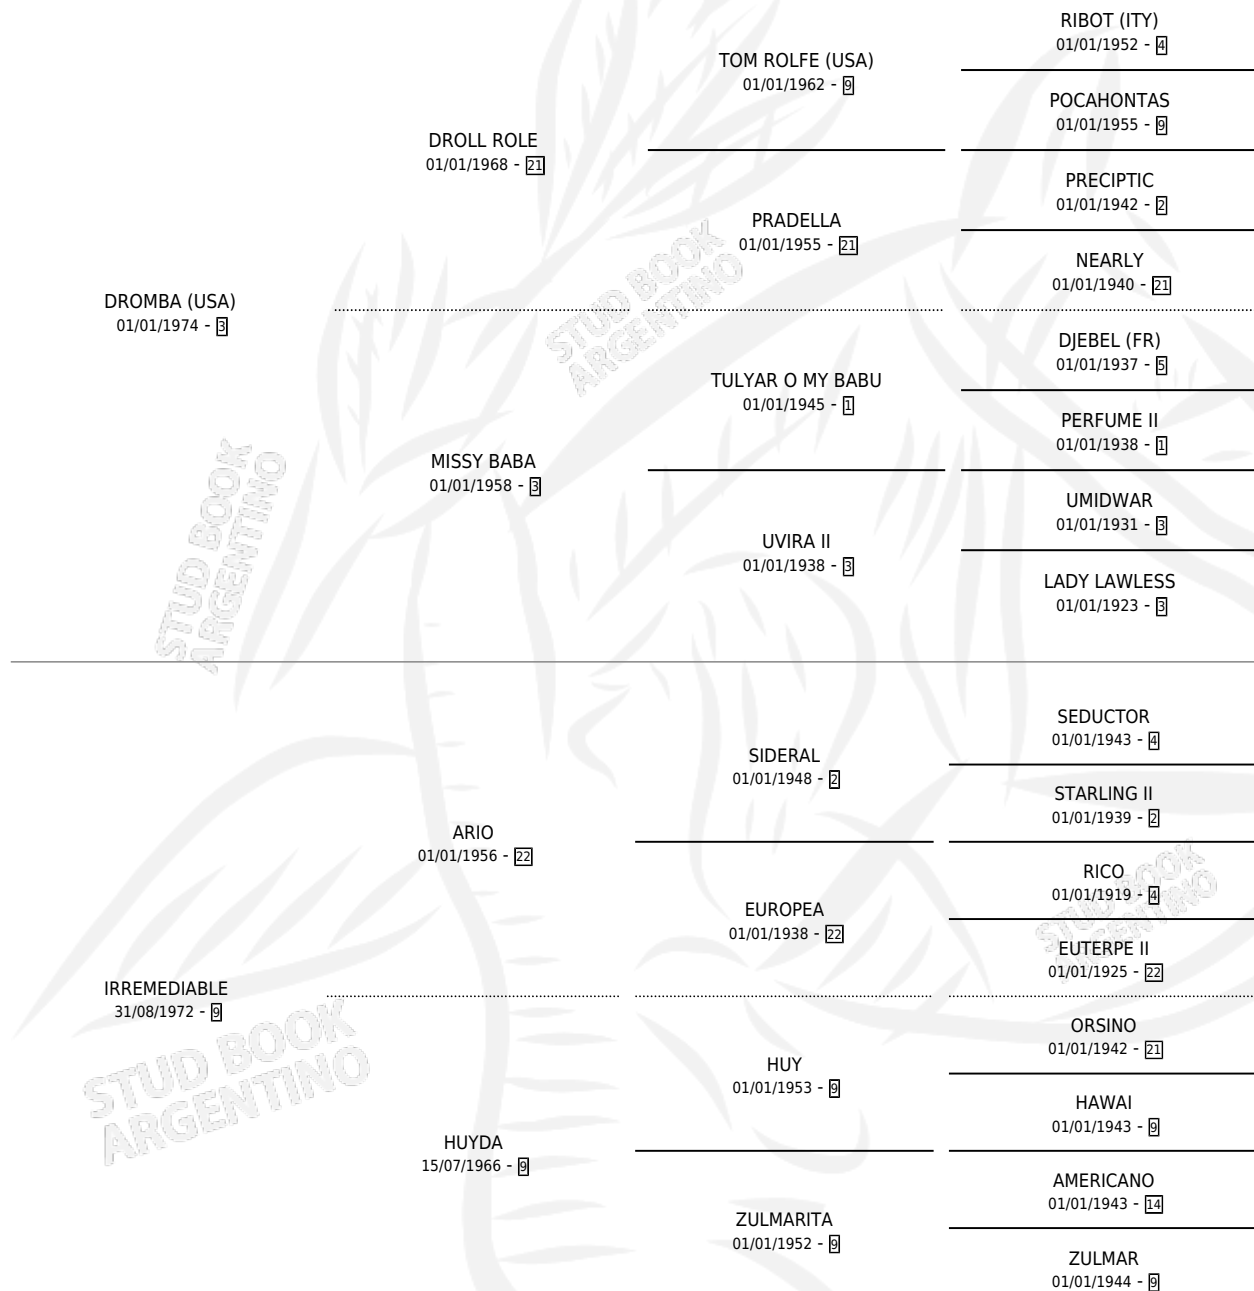 RIBOT (ITY)
01/01/1952 - 4
TOM ROLFE (USA)
01/01/1962 - 9
POCAHONTAS
01/01/1955 - 9
DROLL ROLE
01/01/1968 - 21
PRECIPTIC
01/01/1942 - 2
PRADELLA
01/01/1955 - 21
NEARLY
01/01/1940 - 21
DROMBA (USA)
01/01/1974 - 3
DJEBEL (FR)
01/01/1937 - 5
TULYAR O MY BABU
01/01/1945 - 1
PERFUME II
01/01/1938 - 1
MISSY BABA
01/01/1958 - 3
UMIDWAR
01/01/1931 - 3
UVIRA II
01/01/1938 - 3
LADY LAWLESS
01/01/1923 - 3
STUD BOOK
ARGENTINO
STUD BOOK
ARGENTINO
SEDUCTOR
01/01/1943 - 4
SIDERAL
01/01/1948 - 2
STARLING II
01/01/1939 - 2
ARIO
01/01/1956 - 22
RICO
01/01/1919 - 4
EUROPEA
01/01/1938 - 22
EUTERPE II
01/01/1925 - 22
IRREMEDIABLE
31/08/1972 - 9
ORSINO
01/01/1942 - 21
HUY
01/01/1953 - 9
HAWAI
01/01/1943 - 9
HUYDA
15/07/1966 - 9
AMERICANO
01/01/1943 - 14
ZULMARITA
01/01/1952 - 9
ZULMAR
01/01/1944 - 9
STUD BOOK
ARGENTINO
STUD BOOK
ARGENTINO